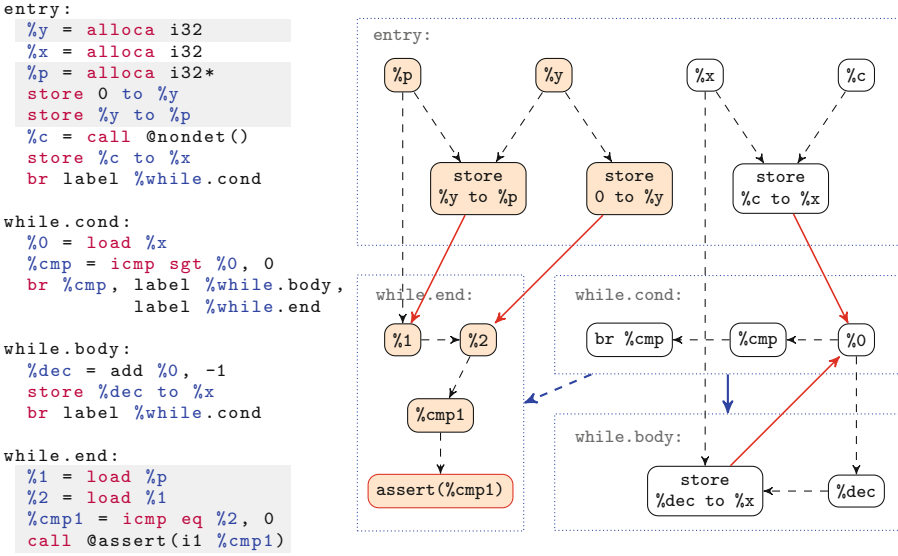 entry:
%y = alloca i32
%x = alloca i32
%p = alloca i32*
store 0 to %y
store %y to %p
%c = call @nondet()
store %c to %x
br label %while.cond
while.cond:
%0 = load %x
%cmp = icmp sgt %0, 0
br %cmp, label %while.body,
label %while.end
while.body:
%dec = add %0, -1
store %dec to %x
br label %while.cond
while.end:
%1 = load %p
%2 = load %1
%cmp1 = icmp eq %2, 0
call @assert(i1 %cmp1)
entry:
%p
%y
%x
%c
store
%y to %p
store
0 to %y
store
%c to %x
while.end:
%1
%2
%cmp1
assert(%cmp1)
while.cond:
br %cmp
%cmp
%0
while.body:
store
%dec to %x
%dec